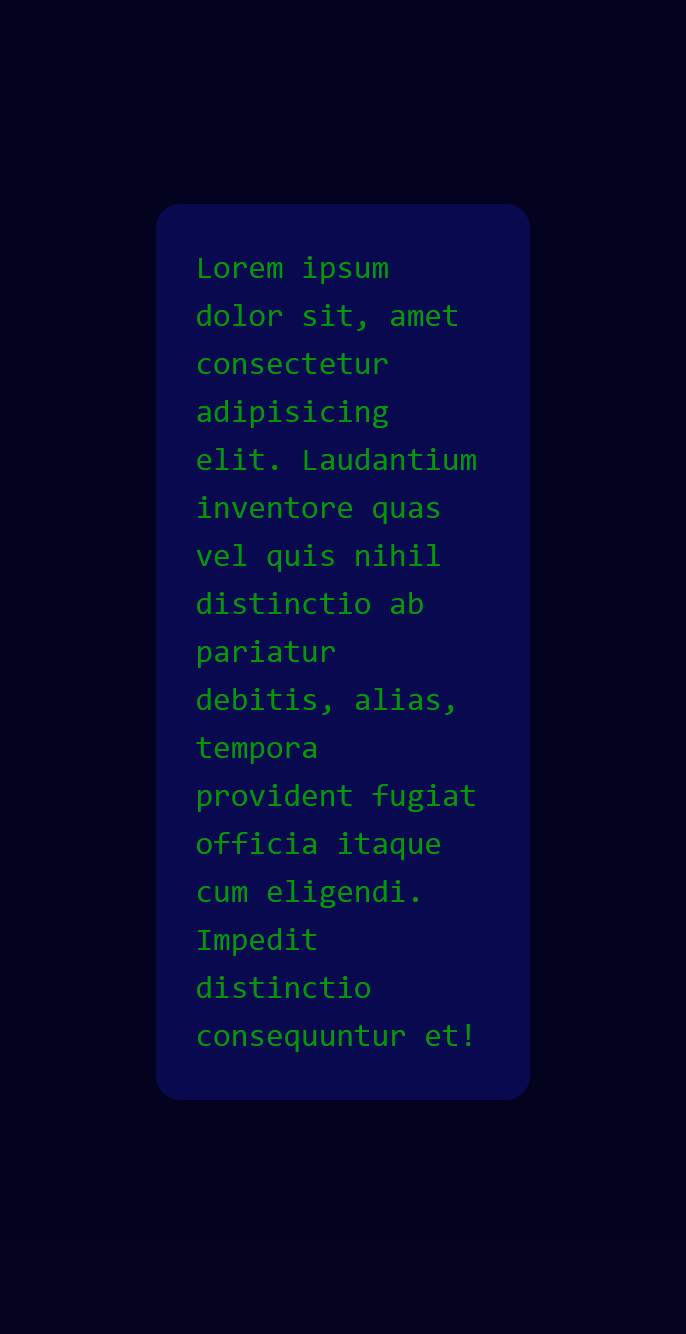 Lorem ipsum
dolor sit, amet
consectetur
adipisicing
elit. Laudantium
inventore quas
vel quis nihil
distinctio ab
pariatur
debitis, alias,
tempora
provident fugiat
officia itaque
cum eligendi.
Impedit
distinctio
consequuntur et!